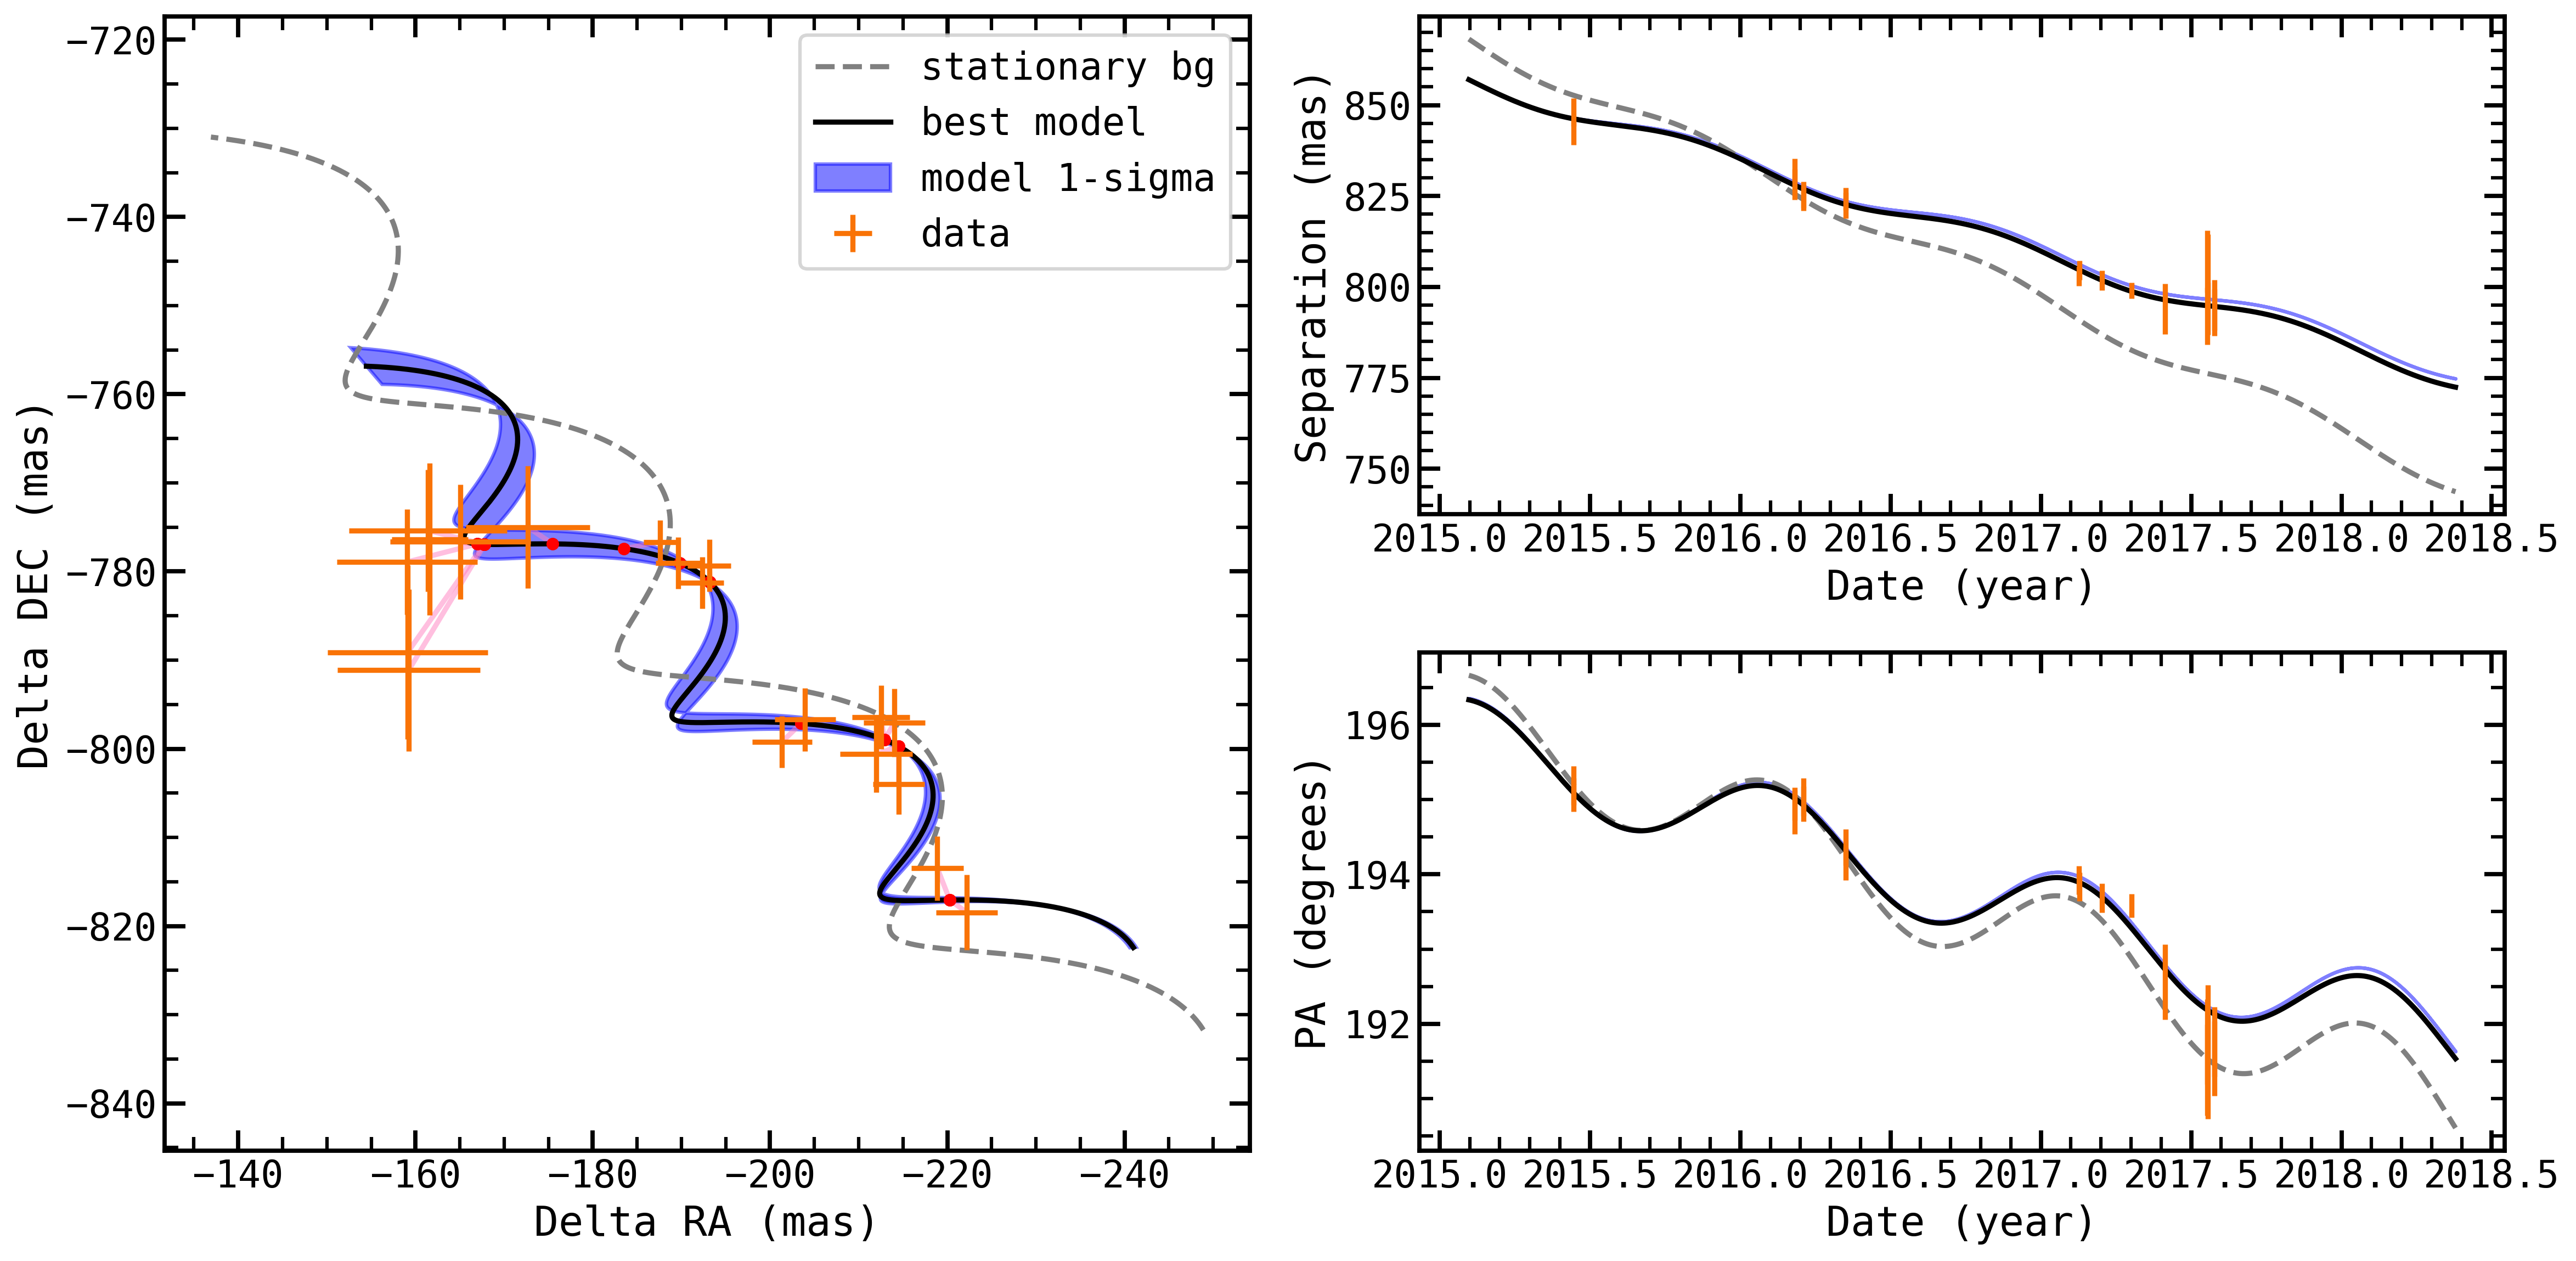 −720
−740
−760
−780
−800
−820
−840
Delta DEC (mas)
−140 −160 −180 −200 −220 −240
Delta RA (mas)
stationary bg
best model
model 1-sigma
data
850
825
800
775
750
Separation (mas)
2015.0 2015.5 2016.0 2016.5 2017.0 2017.5 2018.0 2018.5
Date (year)
196
194
192
PA (degrees)
2015.0 2015.5 2016.0 2016.5 2017.0 2017.5 2018.0 2018.5
Date (year)